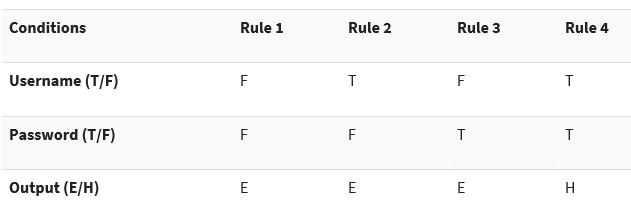 Conditions Rule 1 Rule 2 Rule 3 Rule 4
Username (T/F) F T F T
Password (T/F) F F T T
Output (E/H) E E E H